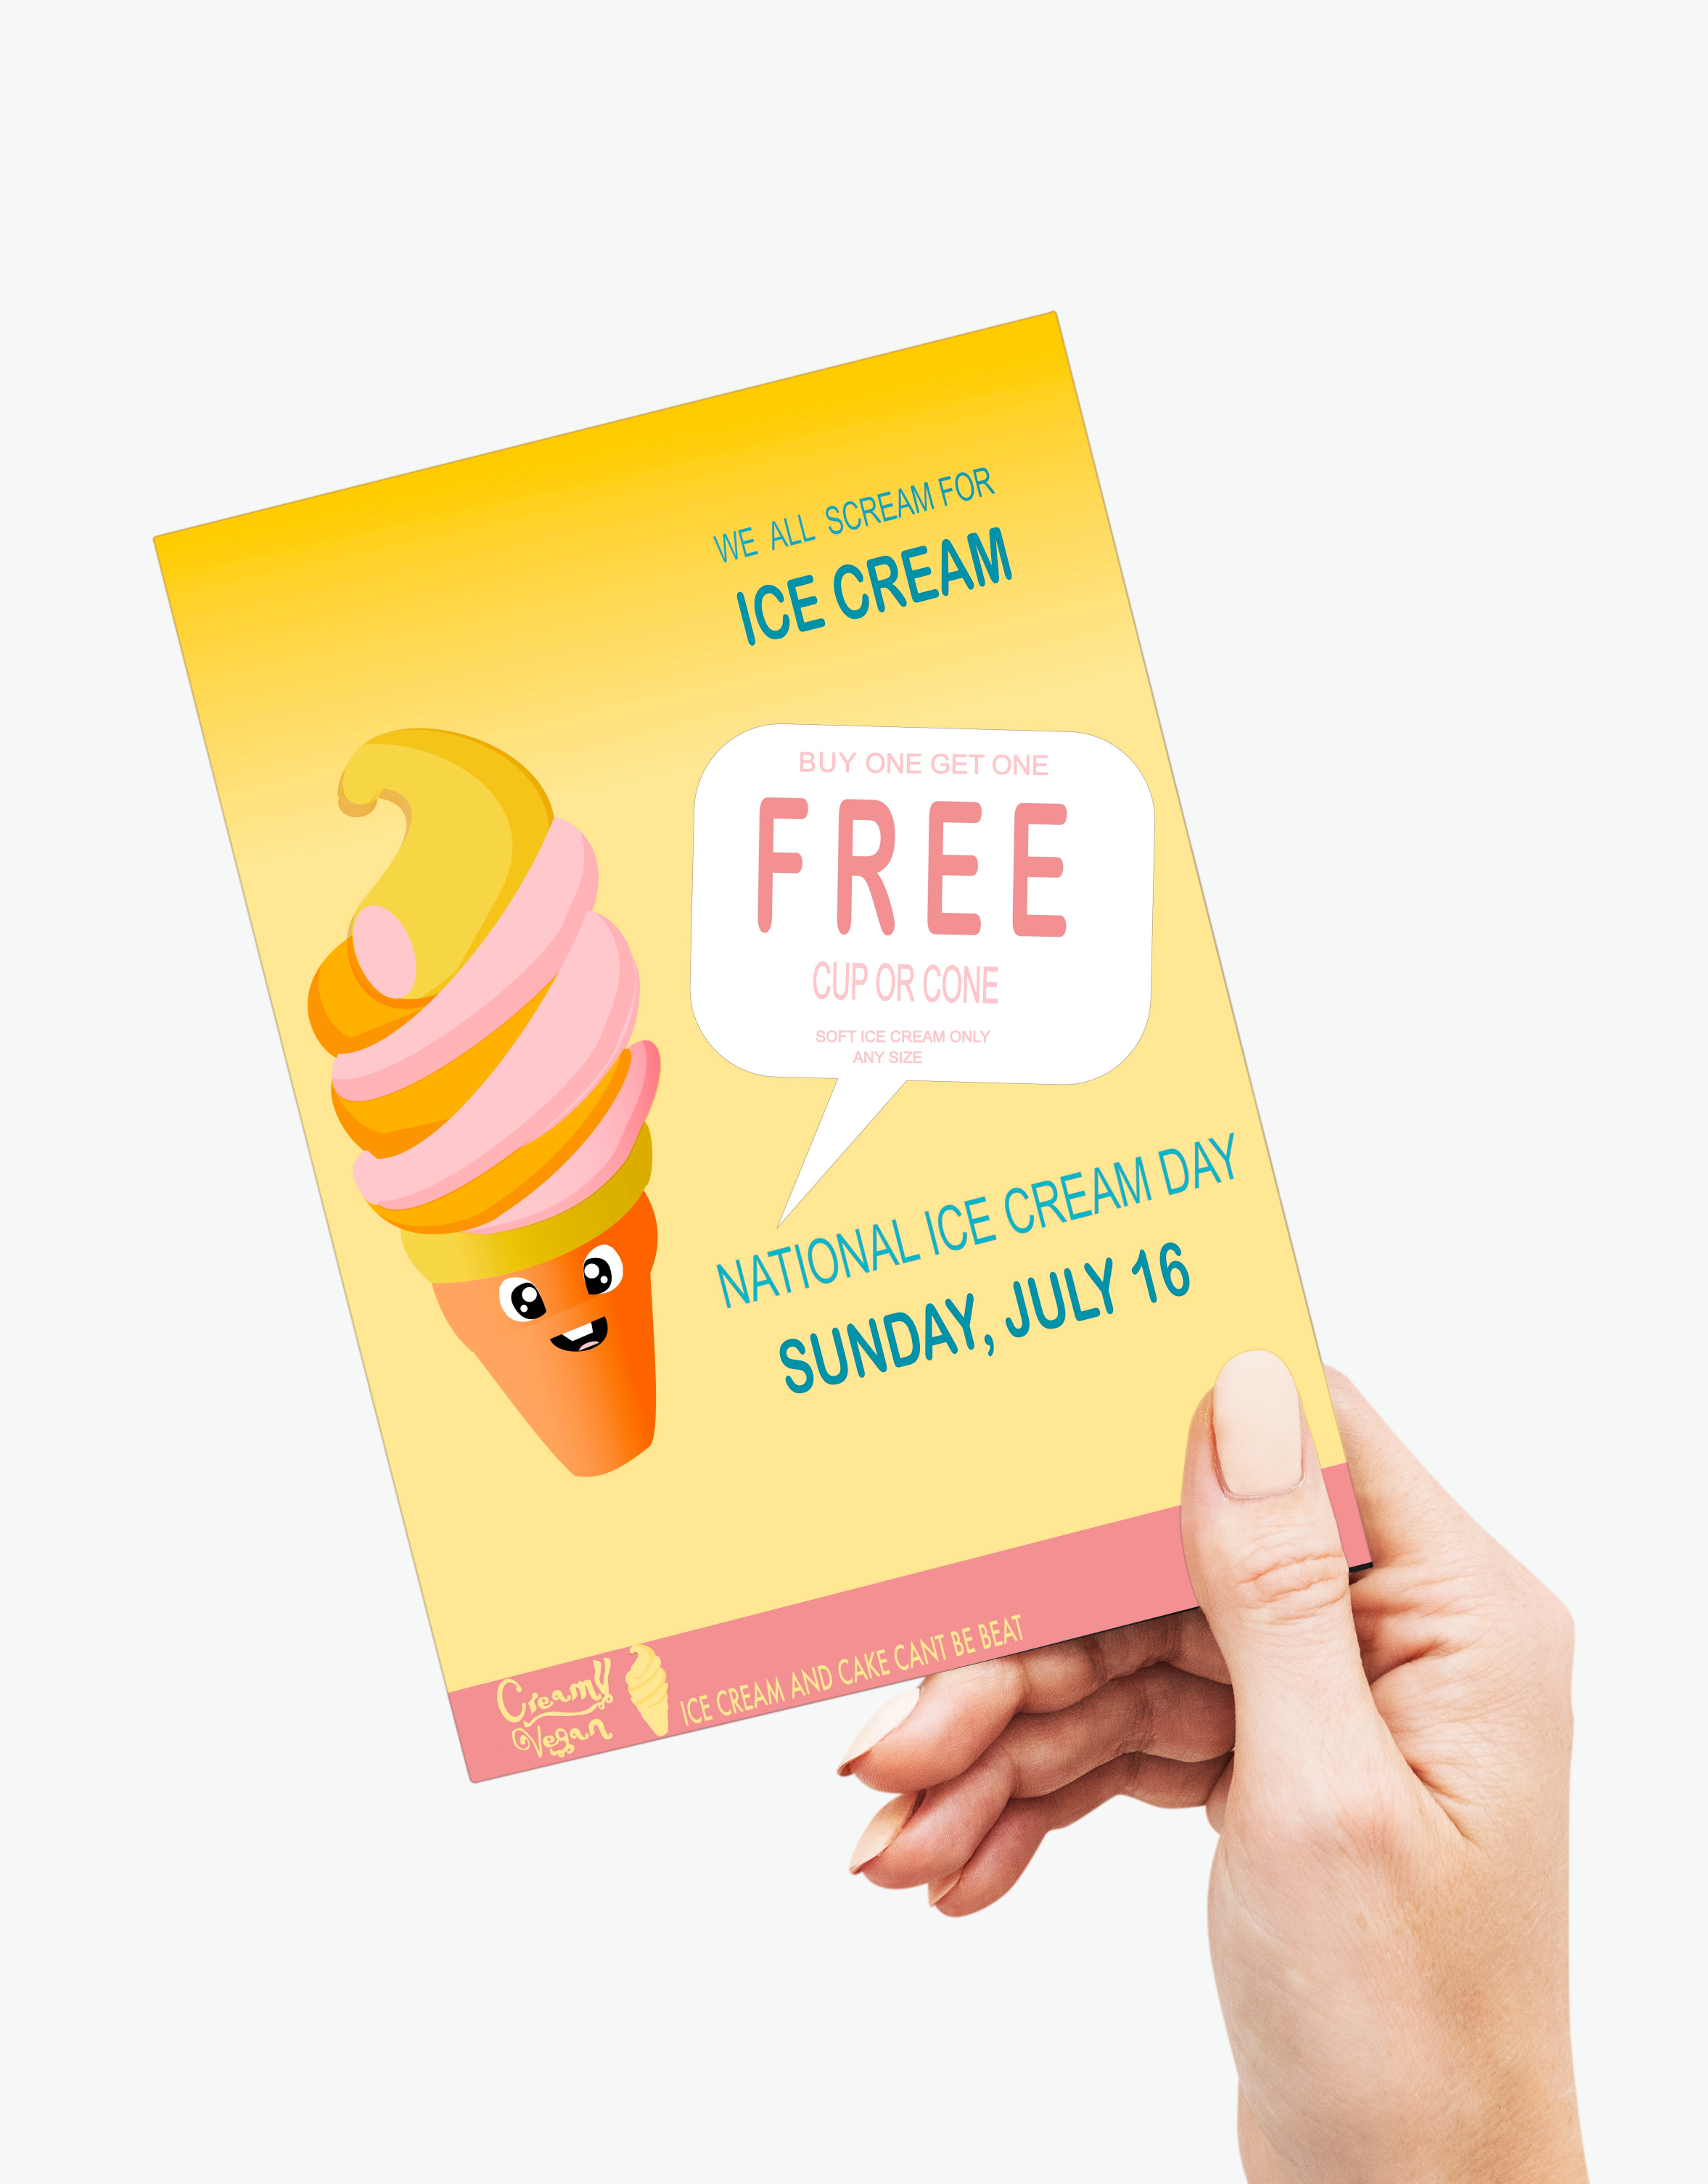 WE ALL SCREAM FOR
ICE CREAM
BUY ONE GET ONE
FREE
CUP OR CONE
SOFT ICE CREAM ONLY
ANY SIZE
NATIONAL ICE CREAM DAY
SUNDAY, JULY 16
Creamy
Vegan
ICE CREAM AND CAKE CANT BE BEAT